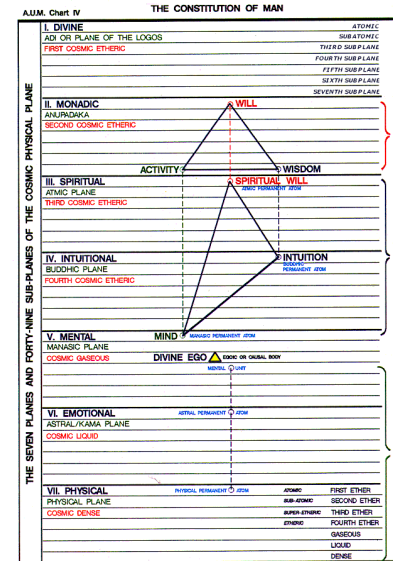 A.U.M. Chart IV
THE CONSTITUTION OF MAN
THE SEVEN PLANES AND FORTY-NINE SUB-PLANES OF THE COSMIC PHYSICAL PLANE
I. DIVINE
ATOMIC
ADI OR PLANE OF THE LOGOS
SUBATOMIC
FIRST COSMIC ETHERIC
THIRD SUBPLANE
FOURTH SUBPLANE
FIFTH SUBPLANE
SIXTH SUBPLANE
SEVENTH SUBPLANE
II. MONADIC
WILL
ANUPADAKA
SECOND COSMIC ETHERIC
ACTIVITY
WISDOM
III. SPIRITUAL
SPIRITUAL WILL
ATMIC PLANE
ATMIC PERMANENT ATOM
THIRD COSMIC ETHERIC
IV. INTUITIONAL
INTUITION
BUDDHIC PLANE
BUDDHIC
PERMANENT ATOM
FOURTH COSMIC ETHERIC
V. MENTAL
MIND
MANASIC PERMANENT ATOM
MANASIC PLANE
COSMIC GASEOUS
DIVINE EGO
EGOIC OR CAUSAL BODY
MENTAL UNIT
VI. EMOTIONAL
ASTRAL PERMANENT ATOM
ASTRAL/KAMA PLANE
COSMIC LIQUID
VII. PHYSICAL
PHYSICAL PERMANENT ATOM
ATOMIC
FIRST ETHER
PHYSICAL PLANE
SUB-ATOMIC
SECOND ETHER
COSMIC DENSE
SUPER-ETHERIC
THIRD ETHER
ETHERIC
FOURTH ETHER
GASEOUS
LIQUID
DENSE